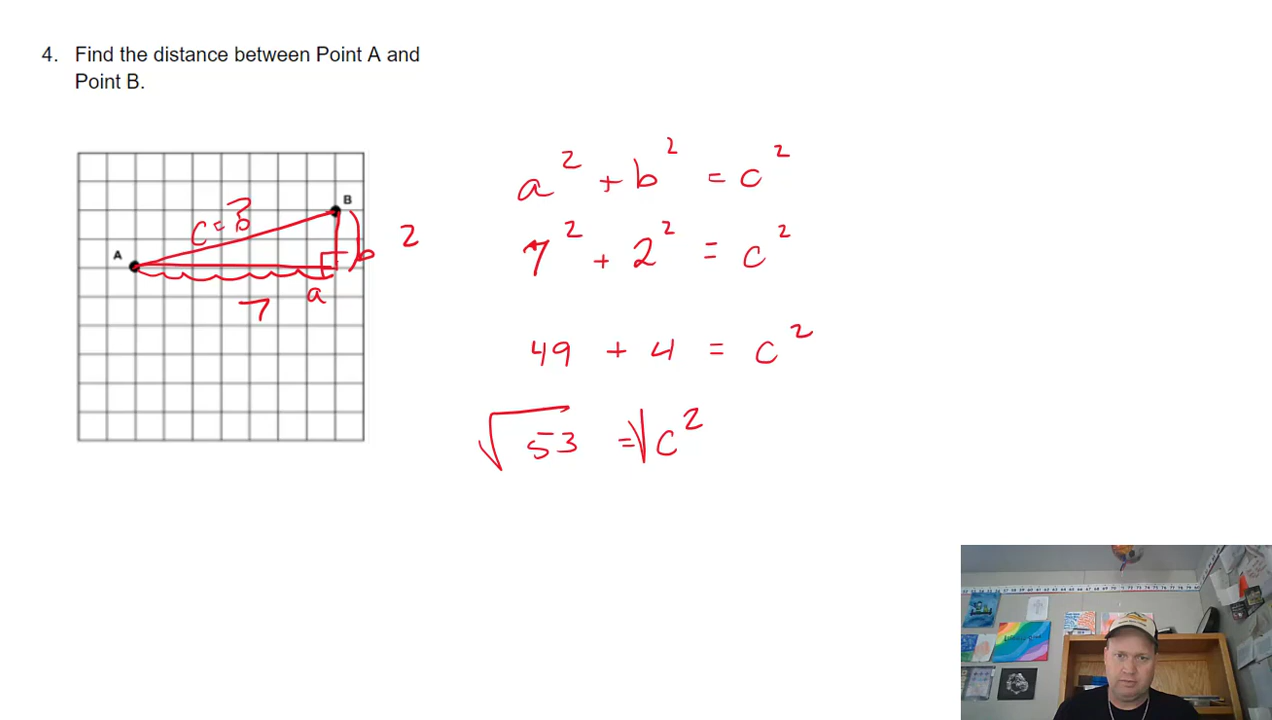 4. Find the distance between Point A and
Point B.
B
A
c = ?
b
2
a
7
a² + b² = c²
7² + 2² = c²
49 + 4 = c²
√53 = √c²